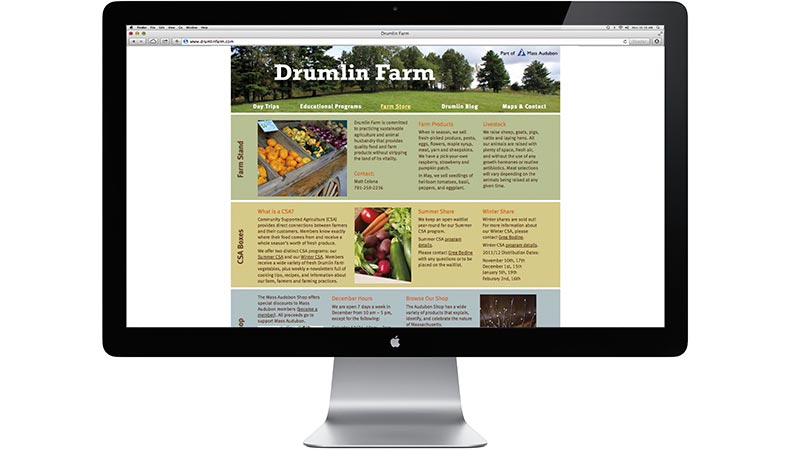 Finder File Edit View Go Window Help
Drumlin Farm
www.drumlinfarm.com
Part of Mass Audubon
Drumlin Farm
Day Trips Educational Programs Farm Store Drumlin Blog Maps & Contact
Farm Stand
Drumlin Farm is committed
to practicing sustainable
agriculture and animal
husbandry that provides
quality food and farm
products without stripping
the land of its vitality.
Contact:
Matt Celona
781-259-2236
Farm Products
When in season, we sell
fresh-picked produce, pesto,
eggs, flowers, maple syrup,
meat, yarn and sheepskins.
We have a pick-your-own
raspberry, strawberry and
pumpkin patch.
In May, we sell seedlings of
heirloom tomatoes, basil,
peppers, and eggplant.
Livestock
We raise sheep, goats, pigs,
cattle and laying hens. All
our animals are raised with
plenty of space, fresh air,
and without the use of any
growth hormones or routine
antibiotics. Meat selections
will vary depending on the
animals being raised at any
given time.
CSA Boxes
What is a CSA?
Community Supported Agriculture (CSA)
provides direct connections between farmers
and their customers. Members know exactly
where their food comes from and receive a
whole season's worth of fresh produce.
We offer two distinct CSA programs: our
Summer CSA and our Winter CSA. Members
receive a wide variety of fresh Drumlin Farm
vegetables, plus weekly e-newsletters full of
cooking tips, recipes, and information about
our farm, farmers and farming practices.
Summer Share
We keep an open waitlist
year-round for our Summer
CSA program.
Summer CSA program
details.
Please contact Greg Bodine
with any questions or to be
placed on the waitlist.
Winter Share
Winter shares are sold out!
For more information about
our Winter CSA, please
contact Greg Bodine.
Winter CSA program details.
2011/12 Distribution Dates:
November 10th, 17th
December 1st, 15th
January 5th, 19th
Feburary 2nd, 16th
The Mass Audubon Shop offers
special discounts to Mass
Audubon members (become a
member). All proceeds go to
support Mass Audubon.
December Hours
We are open 7 days a week in
December from 10 am – 5 pm,
except for the following:
Browse Our Shop
The Audubon Shop has a wide
variety of products that explain,
identify, and celebrate the nature
of Massachusetts.